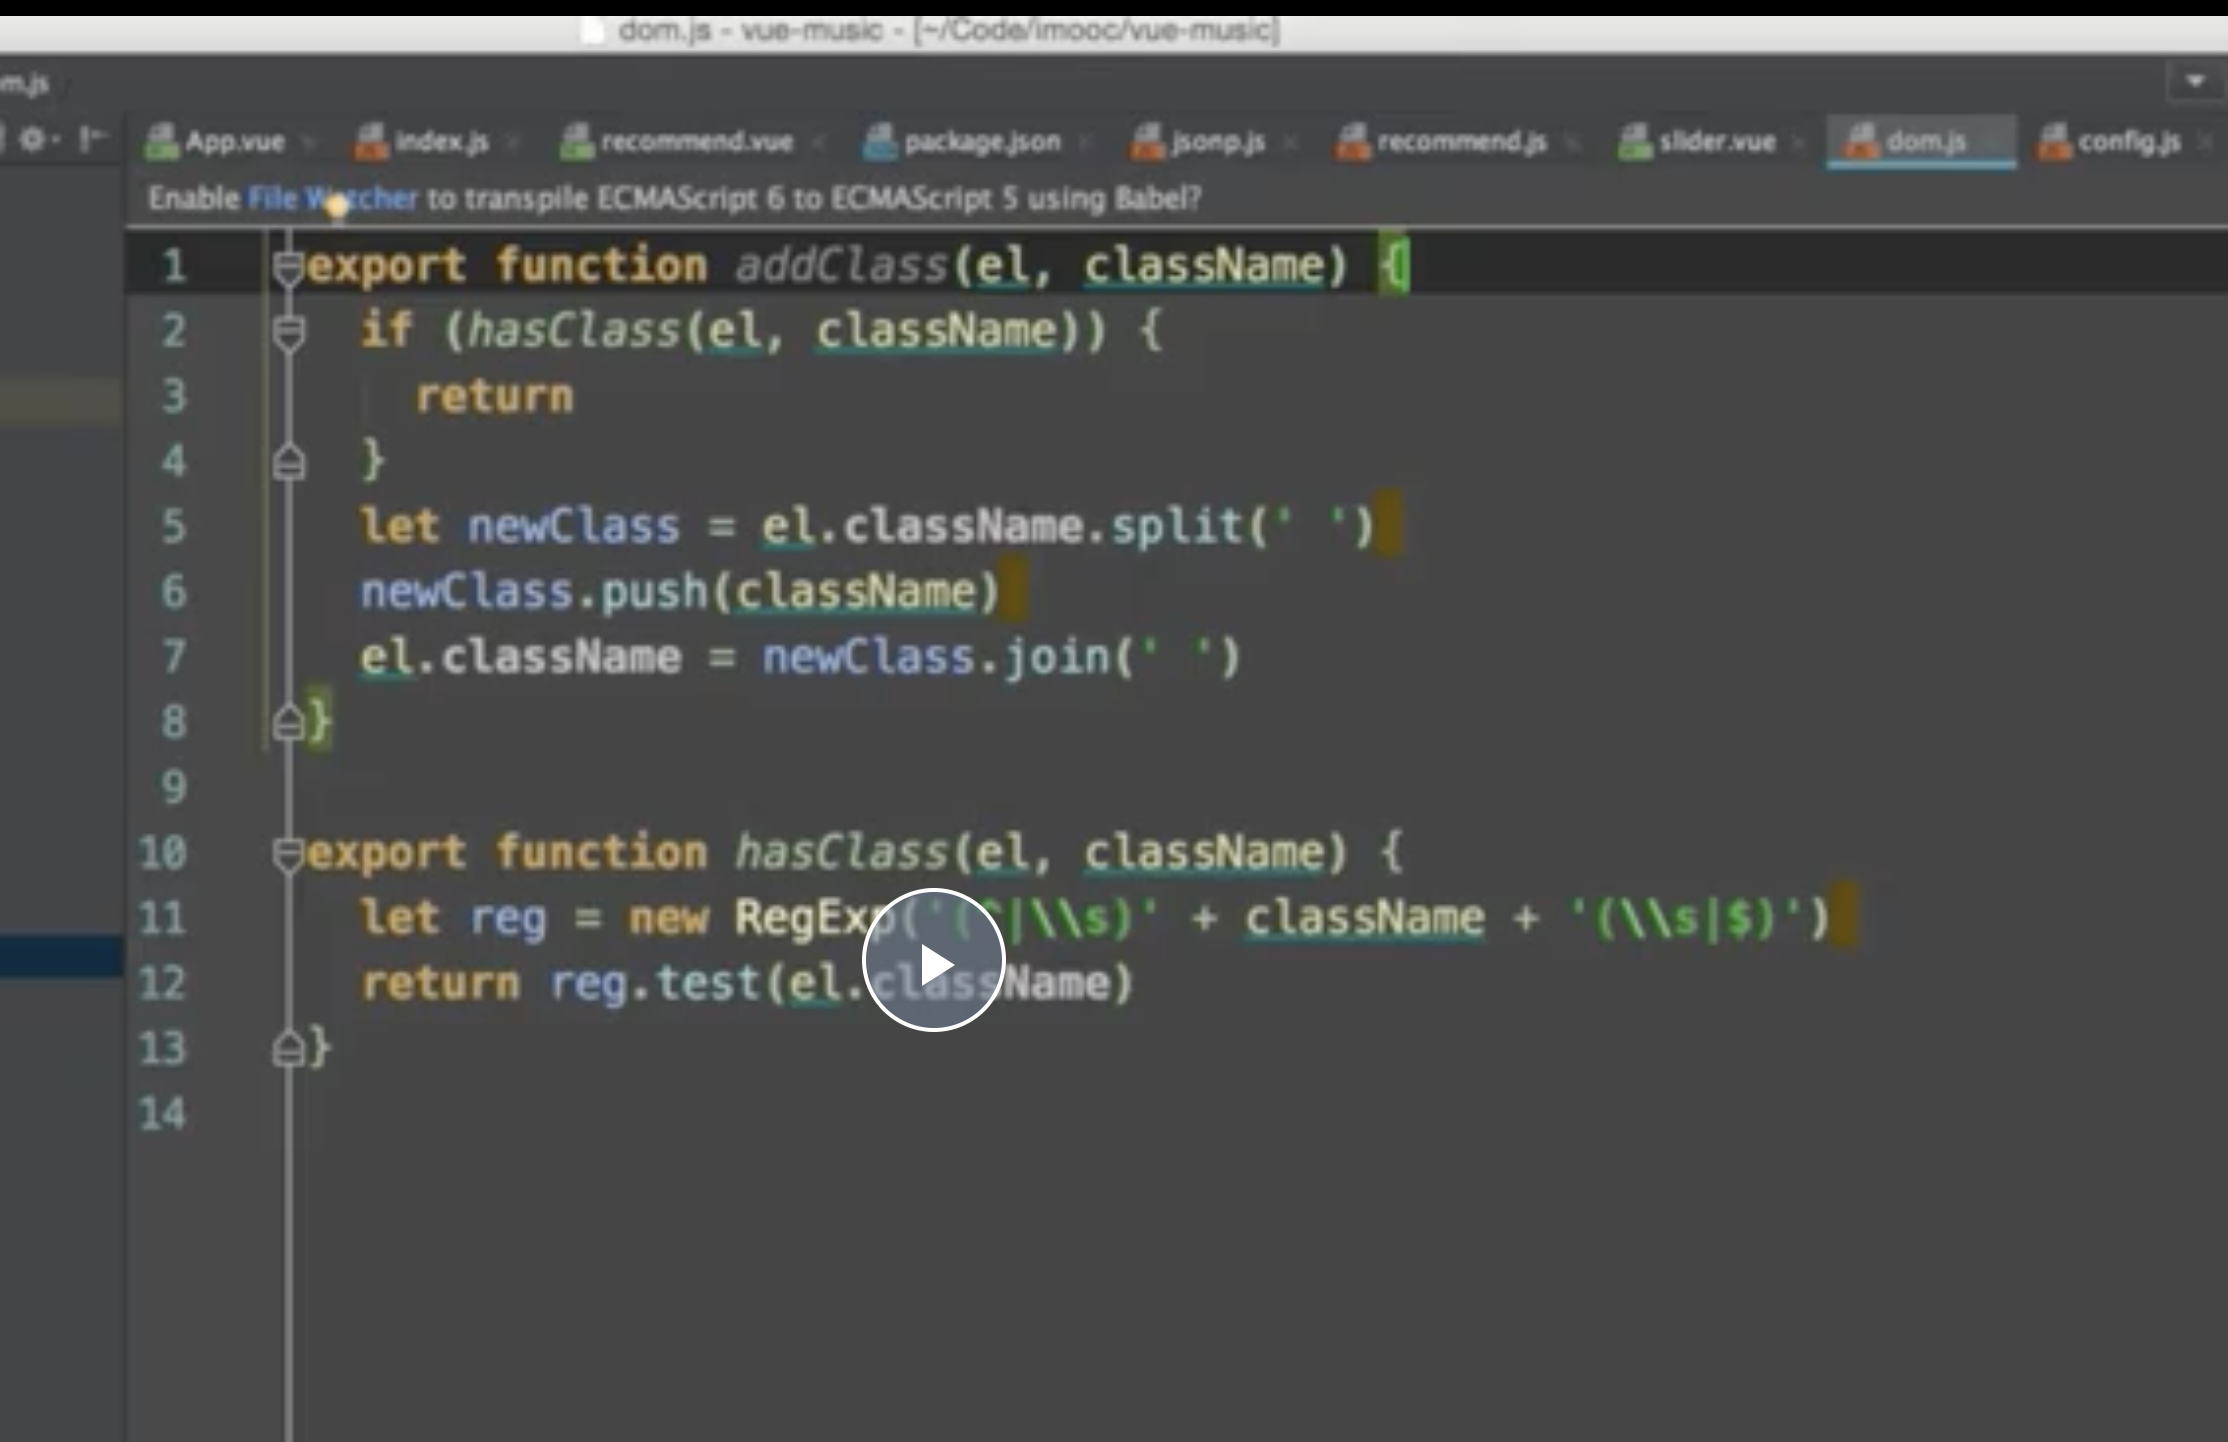 dom.js - vue-music - [~/Code/imooc/vue-music]
m.js
App.vue index.js recommend.vue package.json jsonp.js recommend.js slider.vue dom.js config.js
Enable File Watcher to transpile ECMAScript 6 to ECMAScript 5 using Babel?
1 export function addClass(el, className) {
2 if (hasClass(el, className)) {
3 return
4 }
5 let newClass = el.className.split(' ')
6 newClass.push(className)
7 el.className = newClass.join(' ')
8 }
9
10 export function hasClass(el, className) {
11 let reg = new RegExp('(^|\\s)' + className + '(\\s|$)')
12 return reg.test(el.className)
13 }
14